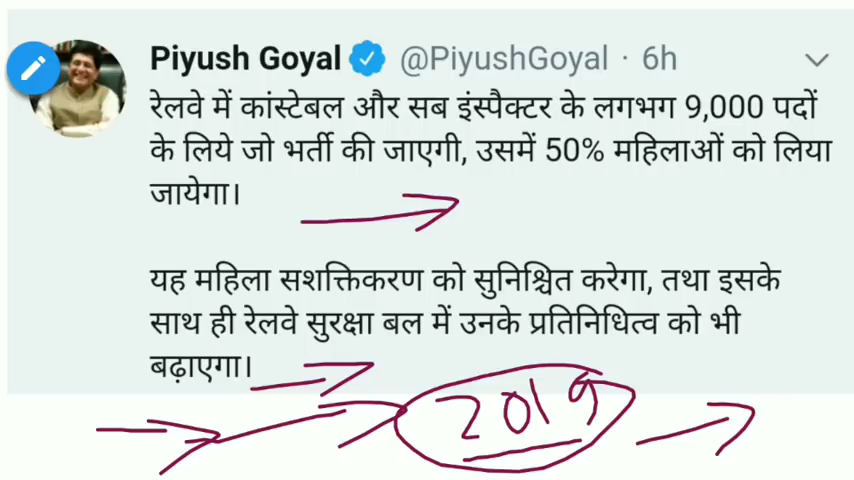 Piyush Goyal @PiyushGoyal · 6h
रेलवे में कांस्टेबल और सब इंस्पैक्टर के लगभग 9,000 पदों
के लिये जो भर्ती की जाएगी, उसमें 50% महिलाओं को लिया
जायेगा।
यह महिला सशक्तिकरण को सुनिश्चित करेगा, तथा इसके
साथ ही रेलवे सुरक्षा बल में उनके प्रतिनिधित्व को भी
बढ़ाएगा।
2019